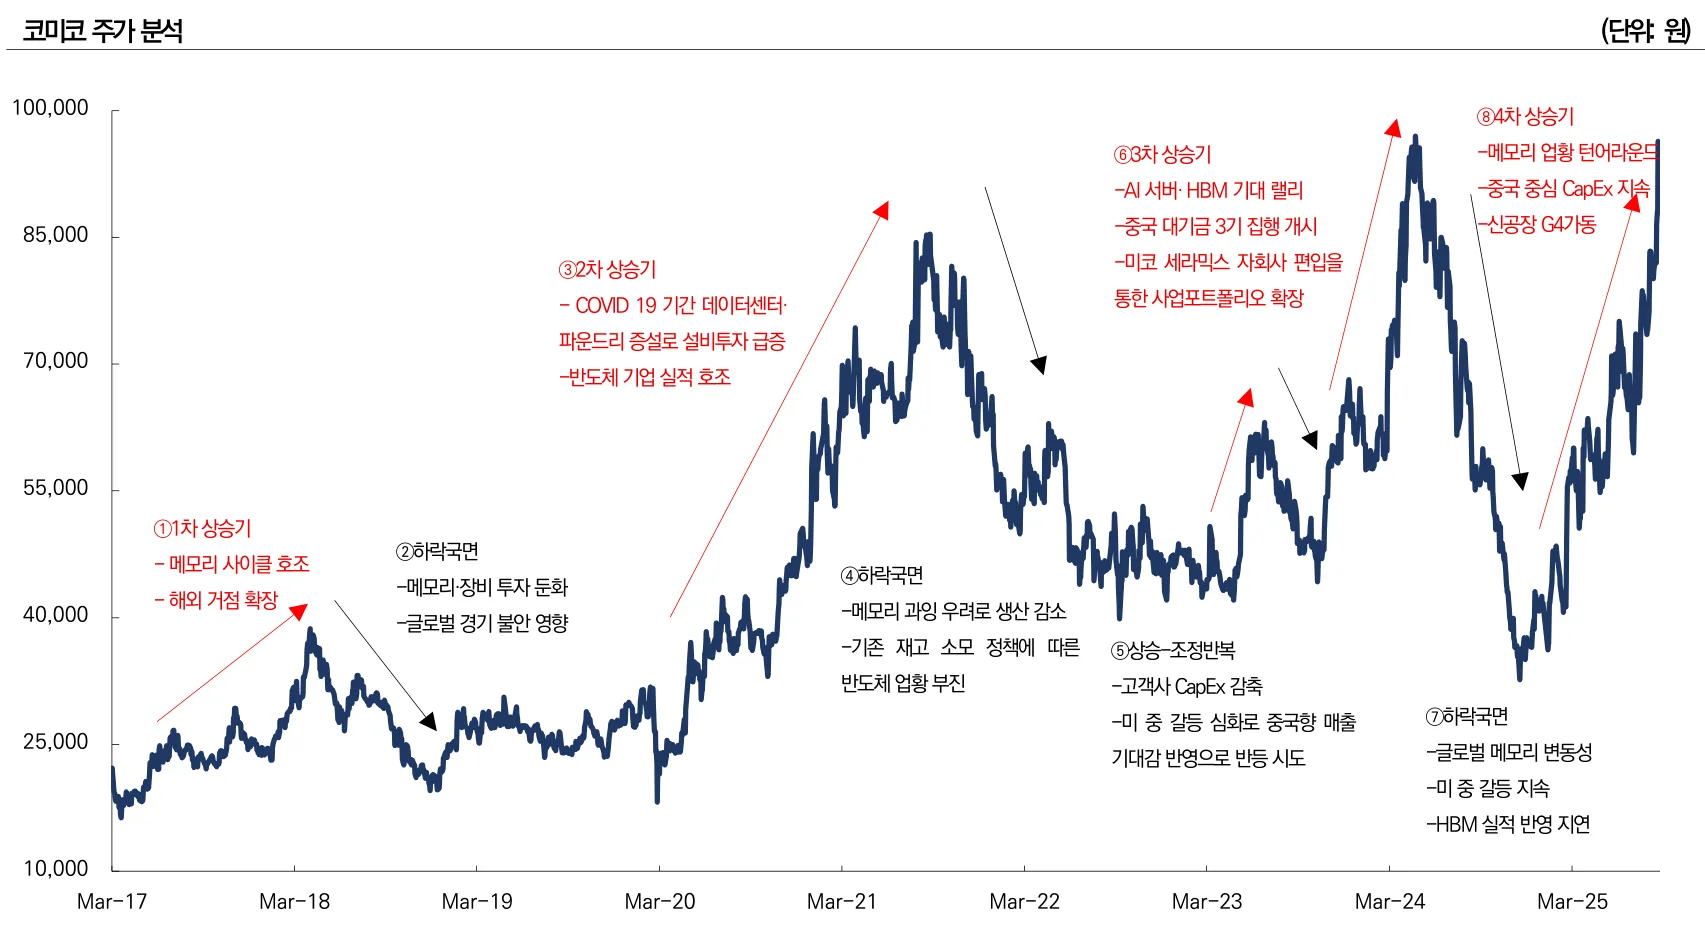 코미코 주가 분석
(단위: 원)
100,000
85,000
70,000
55,000
40,000
25,000
10,000
Mar-17
Mar-18
Mar-19
Mar-20
Mar-21
Mar-22
Mar-23
Mar-24
Mar-25
①1차 상승기
- 메모리 사이클 호조
- 해외 거점 확장
②하락국면
-메모리·장비 투자 둔화
-글로벌 경기 불안 영향
③2차 상승기
- COVID 19 기간 데이터센터·
파운드리 증설로 설비투자 급증
-반도체 기업 실적 호조
④하락국면
-메모리 과잉 우려로 생산 감소
-기존 재고 소모 정책에 따른
반도체 업황 부진
⑤상승-조정반복
-고객사 CapEx 감축
-미 중 갈등 심화로 중국향 매출
기대감 반영으로 반등 시도
⑥3차 상승기
-AI 서버· HBM 기대 랠리
-중국 대기금 3기 집행 개시
-미코 세라믹스 자회사 편입을
통한 사업포트폴리오 확장
⑦하락국면
-글로벌 메모리 변동성
-미 중 갈등 지속
-HBM 실적 반영 지연
⑧4차 상승기
-메모리 업황 턴어라운드
-중국 중심 CapEx 지속
-신공장 G4가동